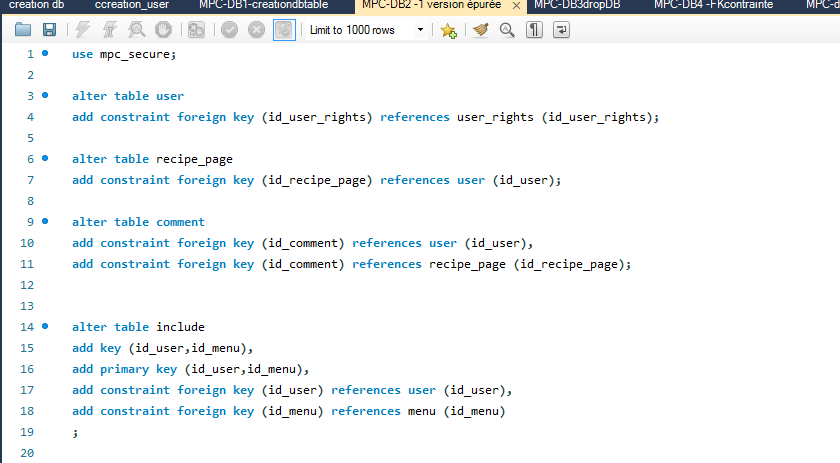 creation db ccreation_user MPC-DB1-creationdbtable MPC-DB2 -1 version épurée MPC-DB3dropDB MPC-DB4 -FKcontrainte MPC-d
Limit to 1000 rows
1 use mpc_secure;
2
3 alter table user
4 add constraint foreign key (id_user_rights) references user_rights (id_user_rights);
5
6 alter table recipe_page
7 add constraint foreign key (id_recipe_page) references user (id_user);
8
9 alter table comment
10 add constraint foreign key (id_comment) references user (id_user),
11 add constraint foreign key (id_comment) references recipe_page (id_recipe_page);
12
13
14 alter table include
15 add key (id_user,id_menu),
16 add primary key (id_user,id_menu),
17 add constraint foreign key (id_user) references user (id_user),
18 add constraint foreign key (id_menu) references menu (id_menu)
19 ;
20